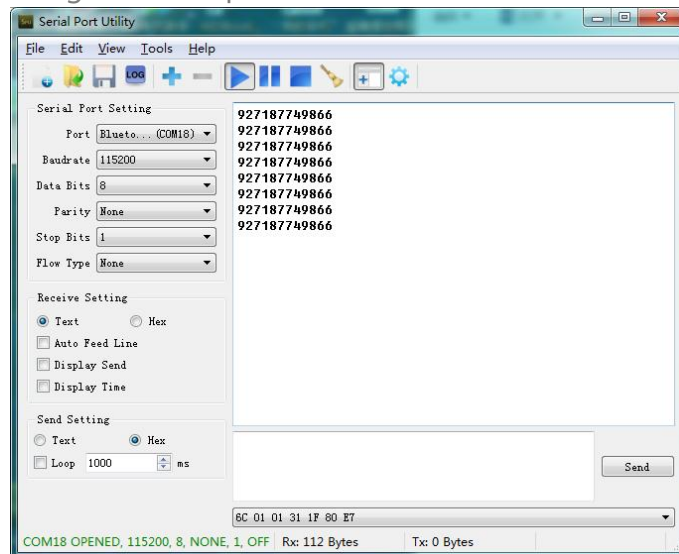 Serial Port Utility
File Edit View Tools Help
LOG
Serial Port Setting
Port Blueto... (COM18)
Baudrate 115200
Data Bits 8
Parity None
Stop Bits 1
Flow Type None
Receive Setting
Text Hex
Auto Feed Line
Display Send
Display Time
Send Setting
Text Hex
Loop 1000 ms
927187749866
927187749866
927187749866
927187749866
927187749866
927187749866
927187749866
927187749866
Send
6C 01 01 31 1F 80 E7
COM18 OPENED, 115200, 8, NONE, 1, OFF Rx: 112 Bytes Tx: 0 Bytes